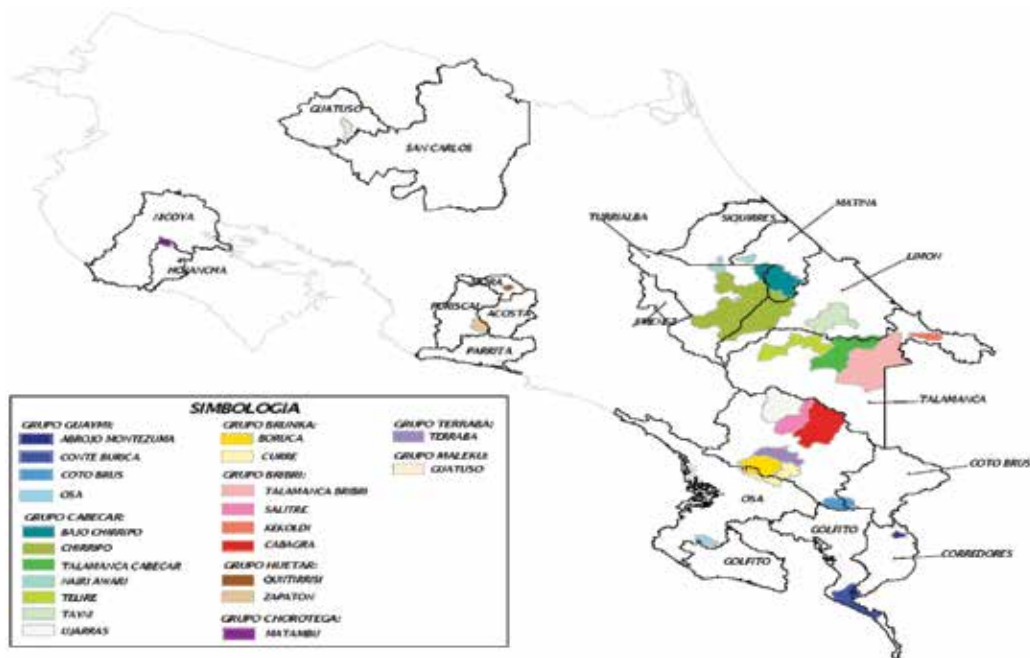 GUATUSO
SAN CARLOS
NICOYA
HOJANCHA
MORA
PURISCAL
ACOSTA
PARRITA
TURRIALBA
SIQUIRRES
MATINA
LIMON
JIMENEZ
TALAMANCA
COTO BRUS
OSA
GOLFITO
GOLFITO
CORREDORES
SIMBOLOGIA
GRUPO GUAYMI:
ABROJO MONTEZUMA
CONTE BURICA
COTO BRUS
OSA
GRUPO CABECAR:
BAJO CHIRRIPO
CHIRRIPO
TALAMANCA CABECAR
NAIRI AWARI
TELIRE
TAYNI
UJARRAS
GRUPO BRUNKA:
BORUCA
CURRE
GRUPO BRIBRI:
TALAMANCA BRIBRI
SALITRE
KEKOLDI
CABAGRA
GRUPO HUETAR:
QUITIRRISI
ZAPATON
GRUPO CHOROTEGA:
MATAMBU
GRUPO TERRABA:
TERRABA
GRUPO MALEKU:
GUATUSO